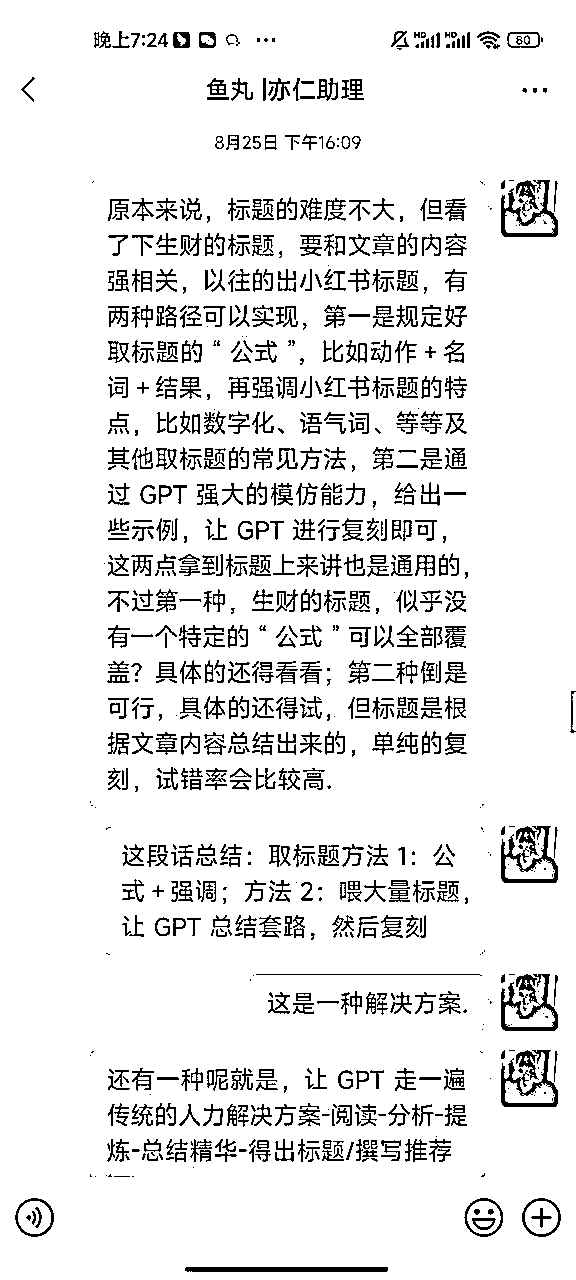 晚上7:24 ···
HD HD 80
鱼丸 |亦仁助理
8月25日 下午16:09
原本来说，标题的难度不大，但看
了下生财的标题，要和文章的内容
强相关，以往的出小红书标题，有
两种路径可以实现，第一是规定好
取标题的“公式”，比如动作+名
词+结果，再强调小红书标题的特
点，比如数字化、语气词、等等及
其他取标题的常见方法，第二是通
过 GPT 强大的模仿能力，给出一
些示例，让 GPT 进行复刻即可，
这两点拿到标题上来讲也是通用的，
不过第一种，生财的标题，似乎没
有一个特定的“公式”可以全部覆
盖？具体的还得看看；第二种倒是
可行，具体的还得试，但标题是根
据文章内容总结出来的，单纯的复
刻，试错率会比较高.
这段话总结：取标题方法 1：公
式+强调；方法 2：喂大量标题，
让 GPT 总结套路，然后复刻
这是一种解决方案.
还有一种呢就是，让 GPT 走一遍
传统的人力解决方案-阅读-分析-提
炼-总结精华-得出标题/撰写推荐